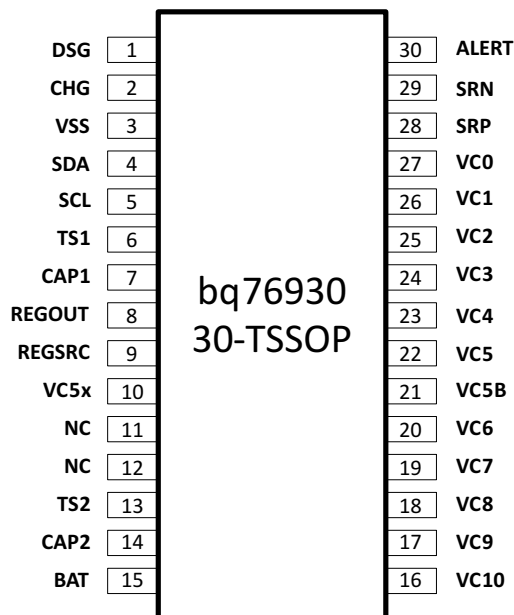 DSG 1 30 ALERT
CHG 2 29 SRN
VSS 3 28 SRP
SDA 4 27 VC0
SCL 5 26 VC1
TS1 6 25 VC2
CAP1 7 24 VC3
REGOUT 8 23 VC4
REGSRC 9 22 VC5
VC5x 10 21 VC5B
NC 11 20 VC6
NC 12 19 VC7
TS2 13 18 VC8
CAP2 14 17 VC9
BAT 15 16 VC10
bq76930
30-TSSOP